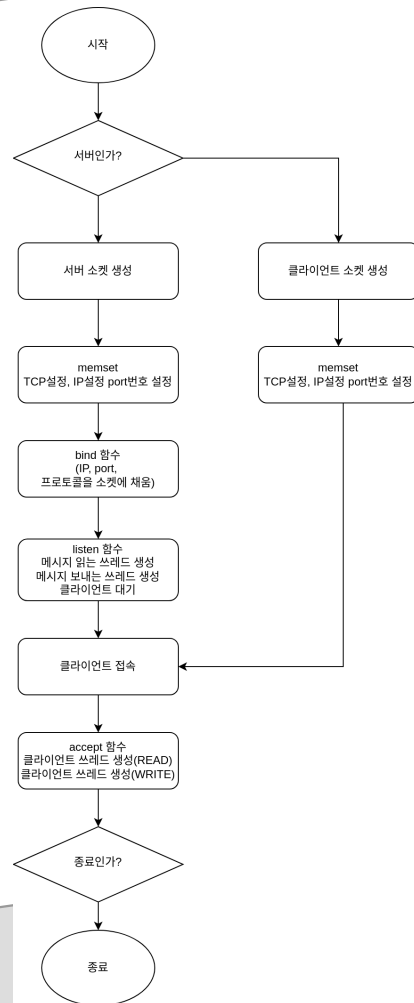 시작
서버인가?
서버 소켓 생성
클라이언트 소켓 생성
memset
TCP설정, IP설정 port번호 설정
memset
TCP설정, IP설정 port번호 설정
bind 함수
(IP, port,
프로토콜을 소켓에 채움)
listen 함수
메시지 읽는 쓰레드 생성
메시지 보내는 쓰레드 생성
클라이언트 대기
클라이언트 접속
accept 함수
클라이언트 쓰레드 생성(READ)
클라이언트 쓰레드 생성(WRITE)
종료인가?
종료